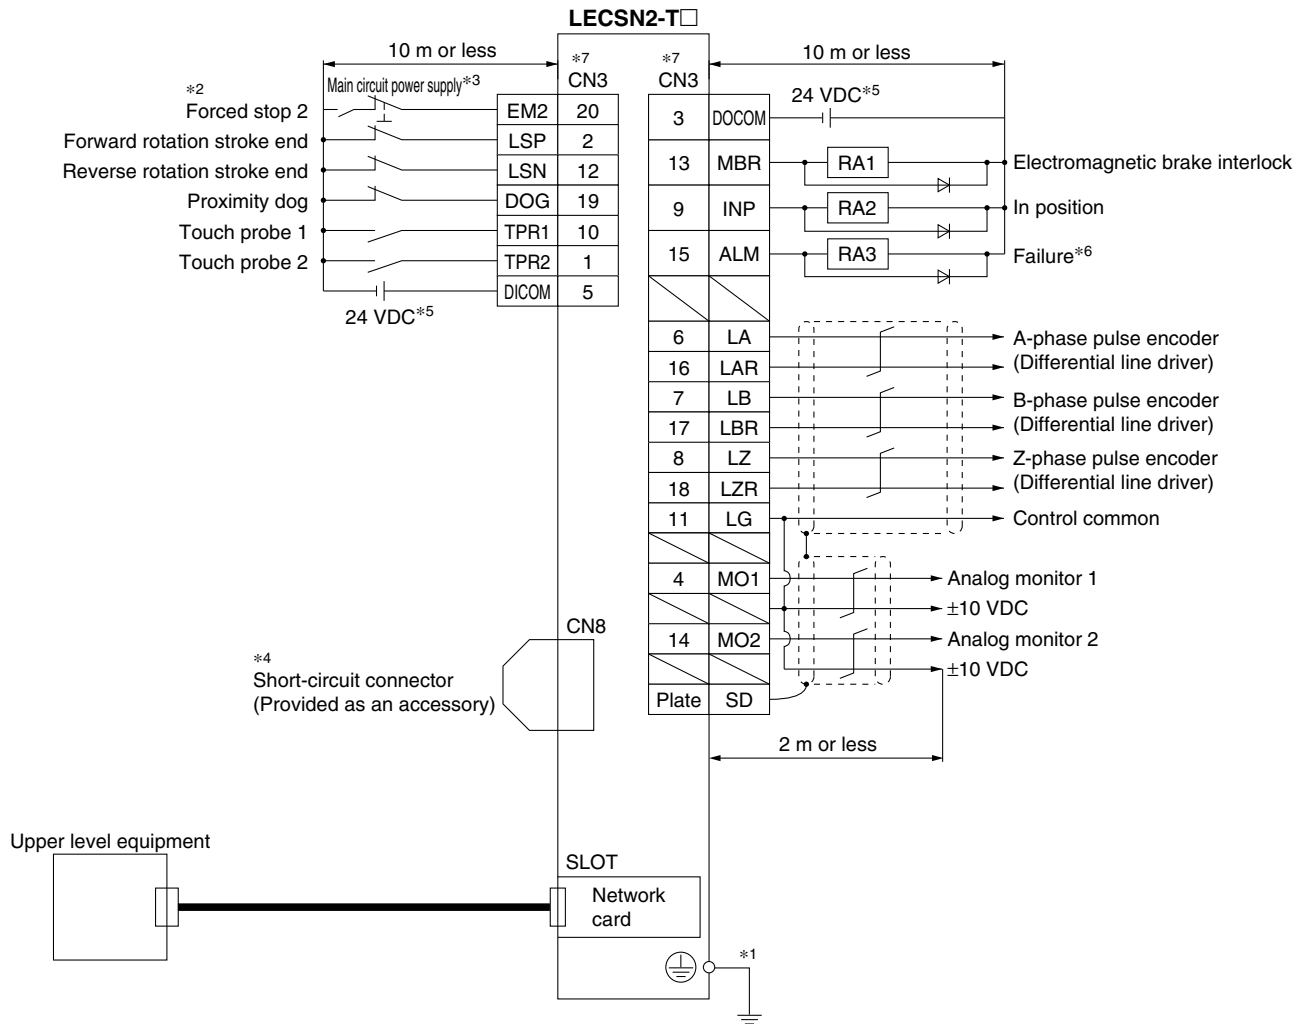 LECSN2-T□
10 m or less
10 m or less
*7
CN3
*7
CN3
*2
Main circuit power supply*3
Forced stop 2
EM2 20
Forward rotation stroke end
LSP 2
Reverse rotation stroke end
LSN 12
Proximity dog
DOG 19
Touch probe 1
TPR1 10
Touch probe 2
TPR2 1
DICOM 5
24 VDC*5
24 VDC*5
3 DOCOM
13 MBR
RA1
Electromagnetic brake interlock
9 INP
RA2
In position
15 ALM
RA3
Failure*6
6 LA
A-phase pulse encoder
(Differential line driver)
16 LAR
7 LB
B-phase pulse encoder
(Differential line driver)
17 LBR
8 LZ
Z-phase pulse encoder
(Differential line driver)
18 LZR
11 LG
Control common
4 MO1
Analog monitor 1
±10 VDC
14 MO2
Analog monitor 2
±10 VDC
Plate SD
2 m or less
CN8
*4
Short-circuit connector
(Provided as an accessory)
Upper level equipment
SLOT
Network
card
*1